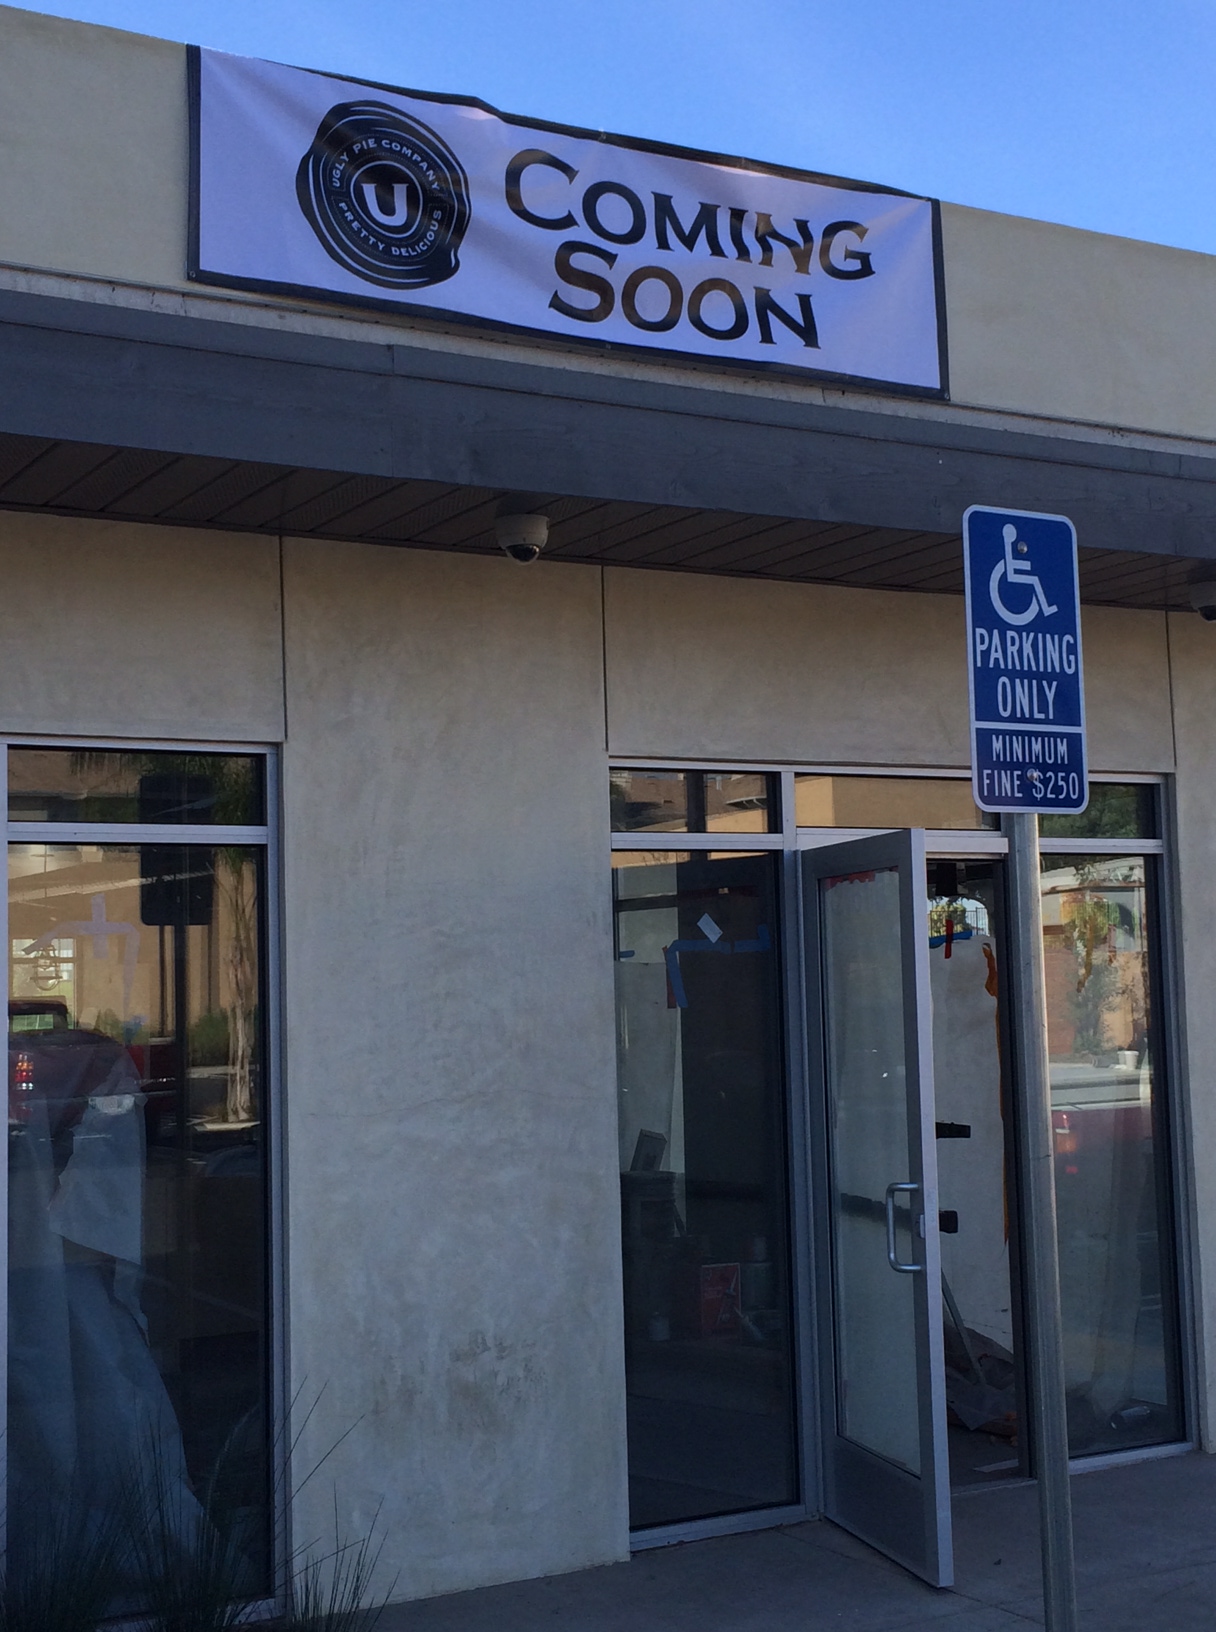 UGLY PIE COMPANY
U
PRETTY DELICIOUS
COMING
SOON
PARKING
ONLY
MINIMUM
FINE $250